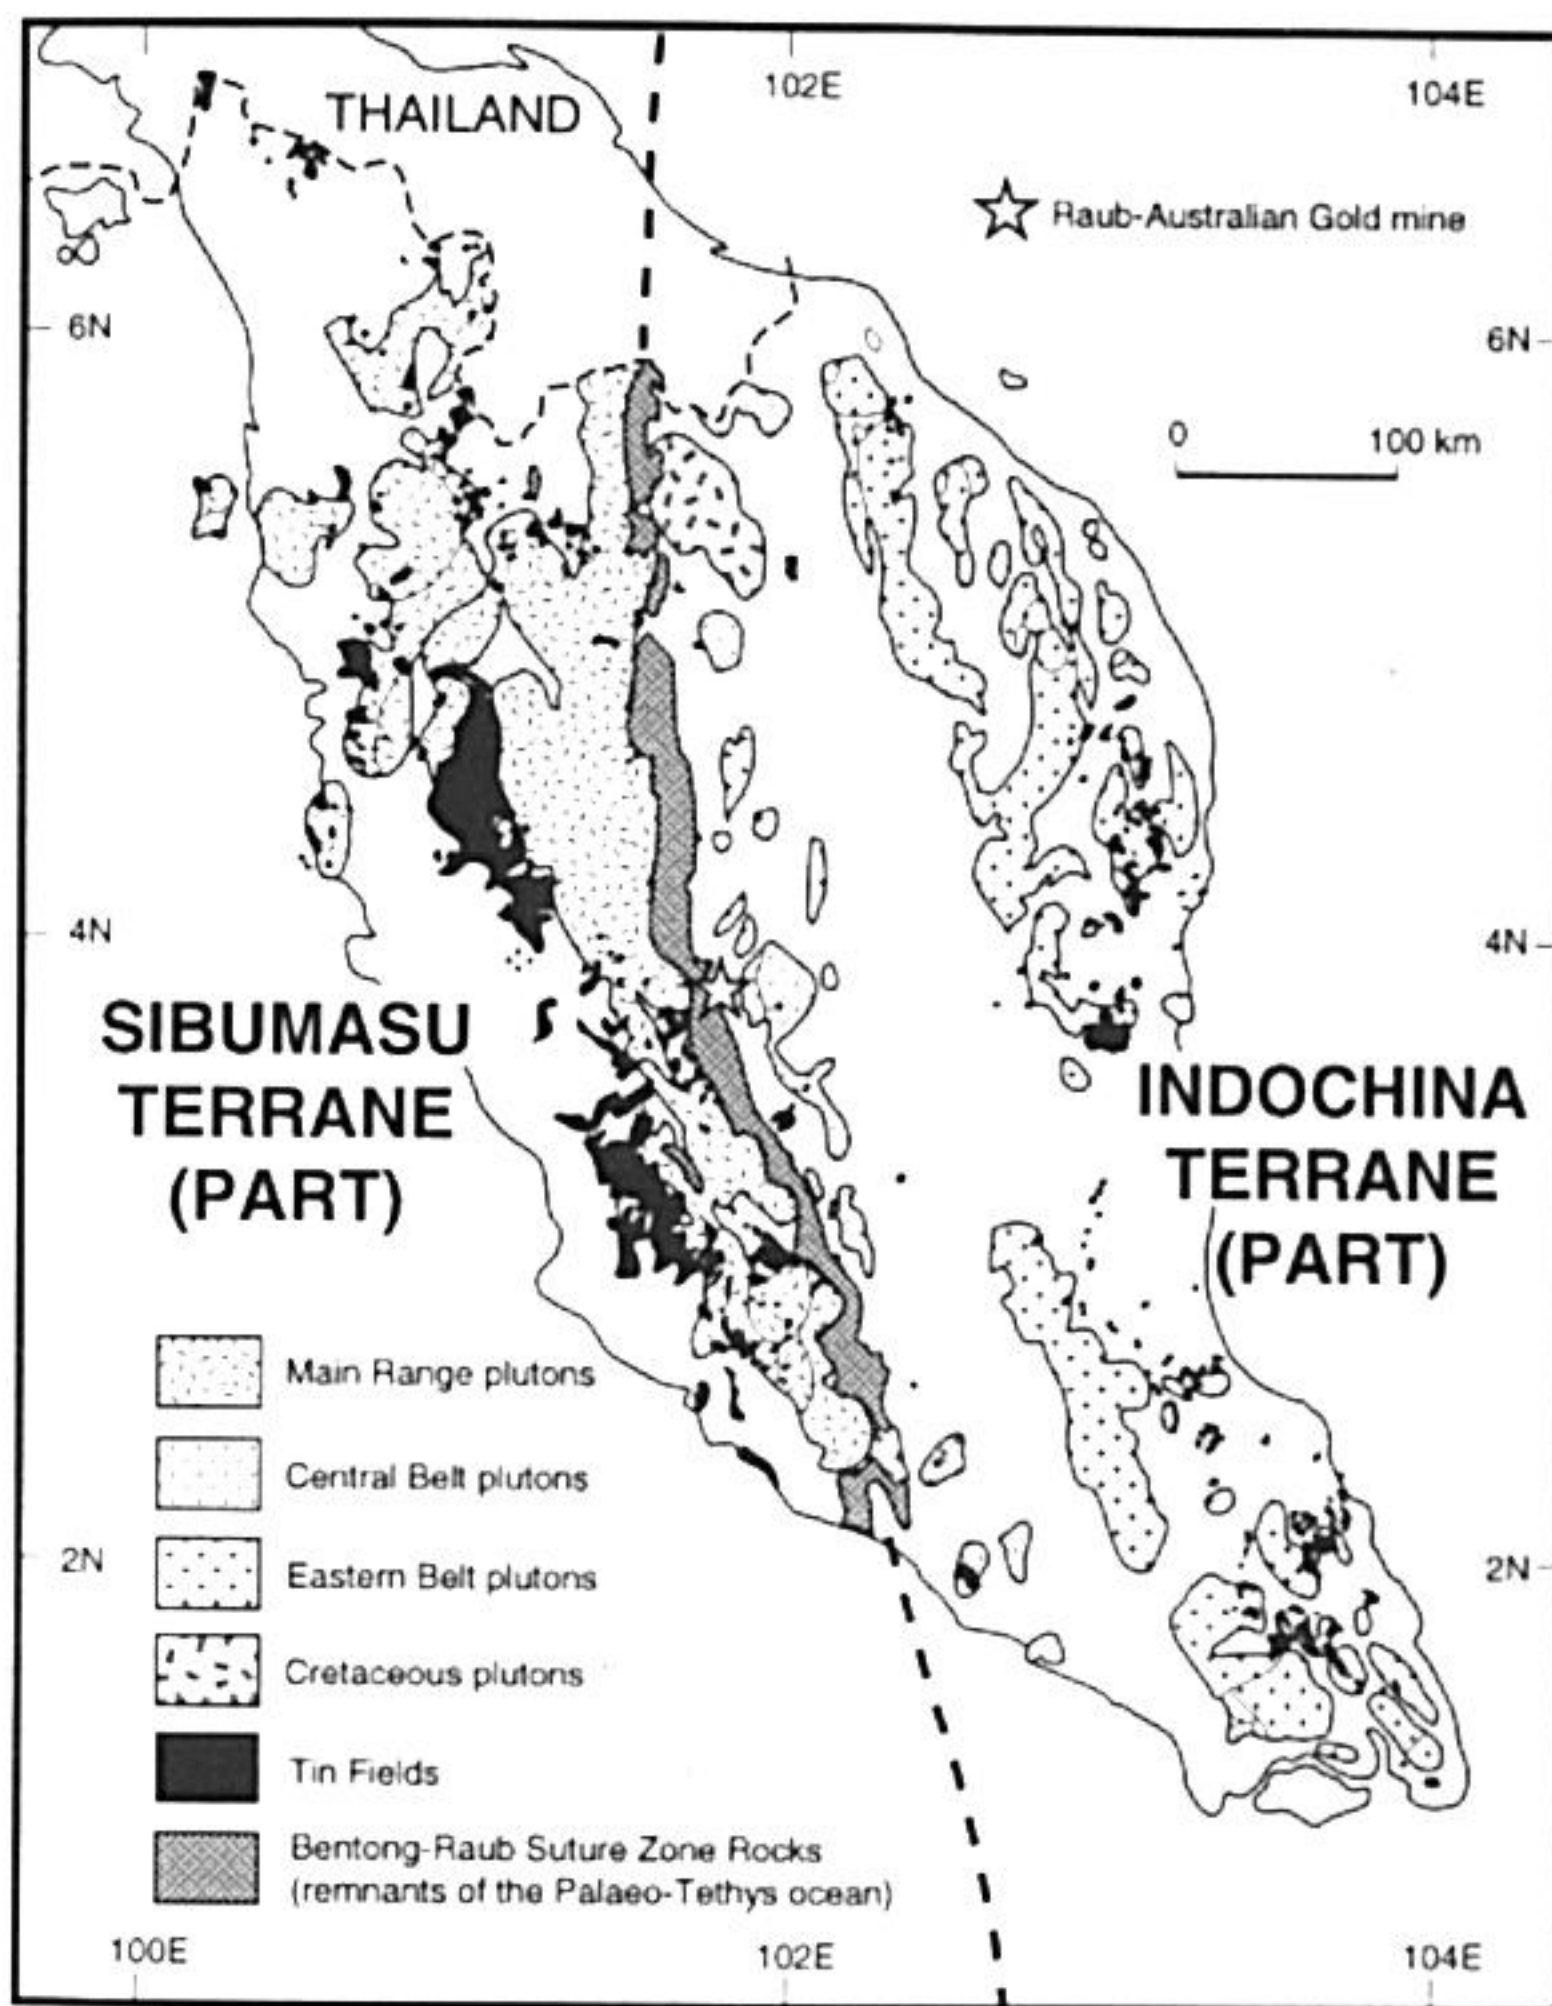 102E
104E
THAILAND
Raub-Australian Gold mine
6N
6N
0
100 km
4N
4N
SIBUMASU
TERRANE
(PART)
INDOCHINA
TERRANE
(PART)
Main Range plutons
Central Belt plutons
2N
Eastern Belt plutons
2N
Cretaceous plutons
Tin Fields
Bentong-Raub Suture Zone Rocks
(remnants of the Palaeo-Tethys ocean)
100E
102E
104E